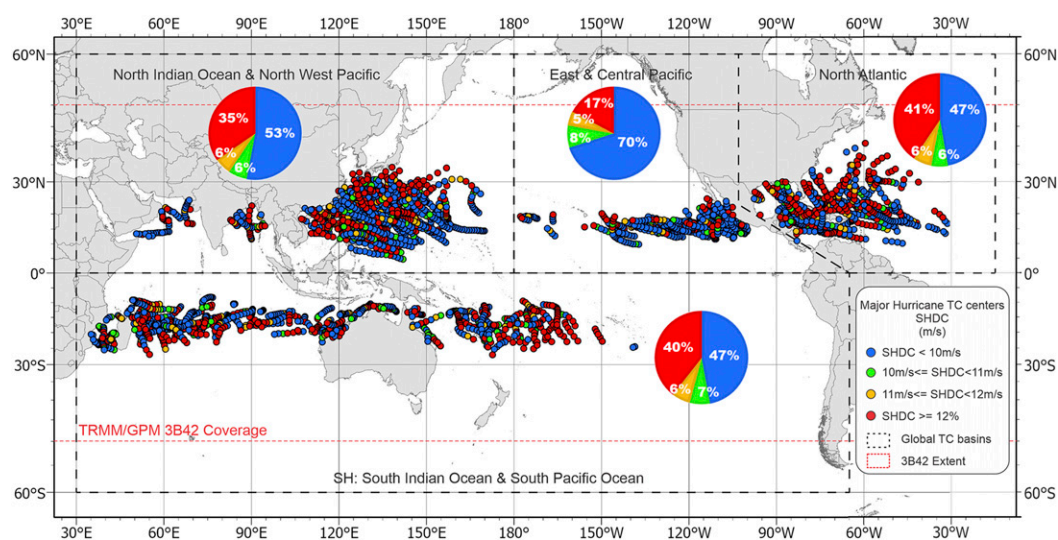 30°E 60°E 90°E 120°E 150°E 180° 150°W 120°W 90°W 60°W 30°W
60°N 60°N
North Indian Ocean & North West Pacific East & Central Pacific North Atlantic
35% 53% 6% 6%
17% 5% 8% 70%
41% 47% 6% 6%
30°N 30°N
0° 0°
40% 47% 6% 7%
30°S 30°S
Major Hurricane TC centers
SHDC
(m/s)
SHDC < 10m/s
10m/s<= SHDC<11m/s
11m/s<= SHDC<12m/s
SHDC >= 12%
Global TC basins
3B42 Extent
TRMM/GPM 3B42 Coverage
SH: South Indian Ocean & South Pacific Ocean
60°S 60°S
30°E 60°E 90°E 120°E 150°E 180° 150°W 120°W 90°W 60°W 30°W